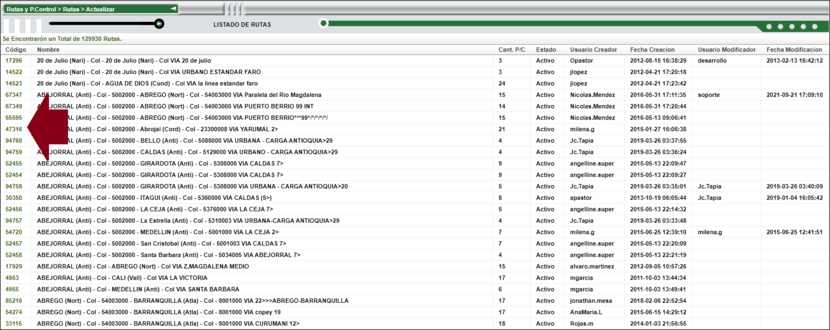 Rutas y P.Control > Rutas > Actualizar
LISTADO DE RUTAS
Se Encontrarón un Total de 129930 Rutas.
Código Nombre Cant. P/C Estado Usuario Creador Fecha Creacion Usuario Modificador Fecha Modificacion
17296 20 de Julio (Nari) - Col - 20 de Julio (Nari) - Col VIA 20 de julio 3 Activo Opastor 2012-08-15 16:38:29 desarrollo 2013-02-13 16:42:12
14522 20 de Julio (Nari) - Col VIA URBANO ESTANDAR FARO 3 Activo jlopez 2012-04-21 17:20:18
14523 20 de Julio (Nari) - Col - AGUA DE DIOS (Cund) - Col VIA la linea estandar faro 24 Activo jlopez 2012-04-21 17:23:42
67347 ABEJORRAL (Anti) - Col - 5002000 - ABREGO (Nort) - Col - 54003000 VIA Paralela del Rio Magdalena 15 Activo Nicolas.Mendez 2016-05-31 17:11:35 soporte 2021-09-21 17:09:10
67349 ABEJORRAL (Anti) - Col - 5002000 - ABREGO (Nort) - Col - 54003000 VIA PUERTO BERRIO 99 INT 14 Activo Nicolas.Mendez 2016-05-31 17:20:44
65595 ABEJORRAL (Anti) - Col - 5002000 - ABREGO (Nort) - Col - 54003000 VIA PUERTO BERRIO***99*/*/*/*/*/ 15 Activo Nicolas.Mendez 2016-05-13 09:06:41
47316 ABEJORRAL (Anti) - Col - 5002000 - Abrojal (Cord) - Col - 23300008 VIA YARUMAL 2> 21 Activo milena.g 2015-01-27 16:06:38
94760 ABEJORRAL (Anti) - Col - 5002000 - BELLO (Anti) - Col - 5088000 VIA URBANA - CARGA ANTIOQUIA>29 4 Activo Jc.Tapia 2019-03-26 03:37:55
94759 ABEJORRAL (Anti) - Col - 5002000 - CALDAS (Anti) - Col - 5129000 VIA URBANO - CARGA ANTIOQUIA>29 4 Activo Jc.Tapia 2019-03-26 03:36:24
52455 ABEJORRAL (Anti) - Col - 5002000 - GIRARDOTA (Anti) - Col - 5308000 VIA CALDAS 7> 9 Activo angelline.super 2015-05-13 22:09:47
52454 ABEJORRAL (Anti) - Col - 5002000 - GIRARDOTA (Anti) - Col - 5308000 VIA CALDAS 7> 9 Activo angelline.super 2015-05-13 22:09:27
94758 ABEJORRAL (Anti) - Col - 5002000 - GIRARDOTA (Anti) - Col - 5308000 VIA URBANA - CARGA ANTIOQUIA>20 5 Activo Jc.Tapia 2019-03-26 03:35:01 Jc.Tapia 2019-03-26 03:40:09
30350 ABEJORRAL (Anti) - Col - 5002000 - ITAGUI (Anti) - Col - 5360000 VIA CALDAS (5>) 8 Activo apastor 2013-10-19 06:05:44 Jc.Tapia 2019-01-04 16:05:42
52456 ABEJORRAL (Anti) - Col - 5002000 - LA CEJA (Anti) - Col - 5376000 VIA LA CEJA 7> 5 Activo angelline.super 2015-05-13 22:14:32
94757 ABEJORRAL (Anti) - Col - 5002000 - La Estrella (Anti) - Col - 5310003 VIA URBANA-CARGA ANTIOQUIA>29 4 Activo Jc.Tapia 2019-03-26 03:33:48
54720 ABEJORRAL (Anti) - Col - 5002000 - MEDELLIN (Anti) - Col - 5001000 VIA LA CEJA 2> 7 Activo milena.g 2015-06-25 12:39:10 milena.g 2015-06-25 12:41:51
52457 ABEJORRAL (Anti) - Col - 5002000 - San Cristobal (Anti) - Col - 5001003 VIA CALDAS 7> 7 Activo angelline.super 2015-05-13 22:20:09
52458 ABEJORRAL (Anti) - Col - 5002000 - Santa Barbara (Anti) - Col - 5034005 VIA ABEJORRAL 7> 4 Activo angelline.super 2015-05-13 22:21:19
17929 ABEJORRAL (Anti) - Col - ABREGO (Nort) - Col VIA Z,MAGDALENA MEDIO 15 Activo alvaro.martinez 2012-09-05 10:57:26
4953 ABEJORRAL (Anti) - Col - CALI (Vall) - Col VIA LA VICTORIA 17 Activo mgarcia 2011-10-03 13:44:34
4955 ABEJORRAL (Anti) - Col - MEDELLIN (Anti) - Col VIA SANTA BARBARA 6 Activo mgarcia 2011-10-03 13:49:41
85216 ABREGO (Nort) - Col - 54003000 - BARRANQUILLA (Atla) - Col - 8001000 VIA 22>>>ABREGO-BARRANQUILLA 17 Activo jonathan.mesa 2018-02-06 22:52:54
54274 ABREGO (Nort) - Col - 54003000 - BARRANQUILLA (Atla) - Col - 8001000 VIA copey 19 17 Activo AnaMaria.L 2015-06-15 14:29:12
33115 ABREGO (Nort) - Col - 54003000 - BARRANQUILLA (Atla) - Col - 8001000 VIA CURUMANI 12> 18 Activo Rojas.m 2014-01-03 21:56:55